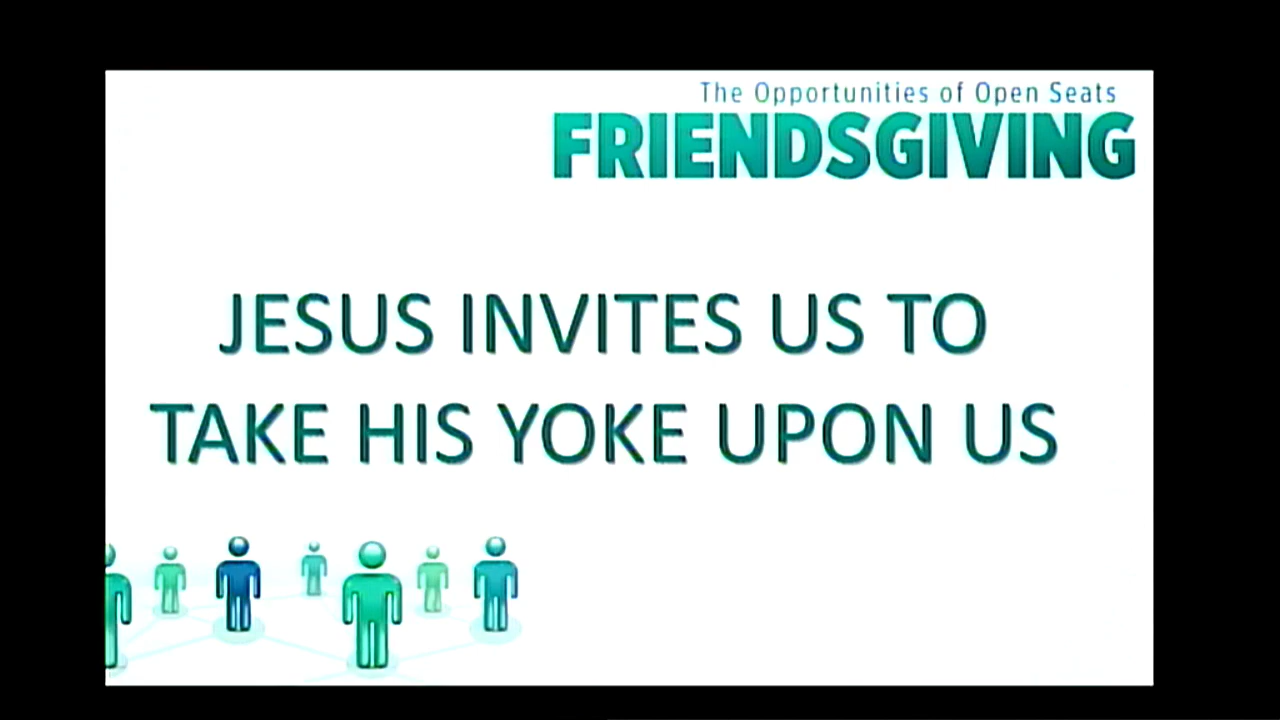 The Opportunities of Open Seats
FRIENDSGIVING
JESUS INVITES US TO
TAKE HIS YOKE UPON US